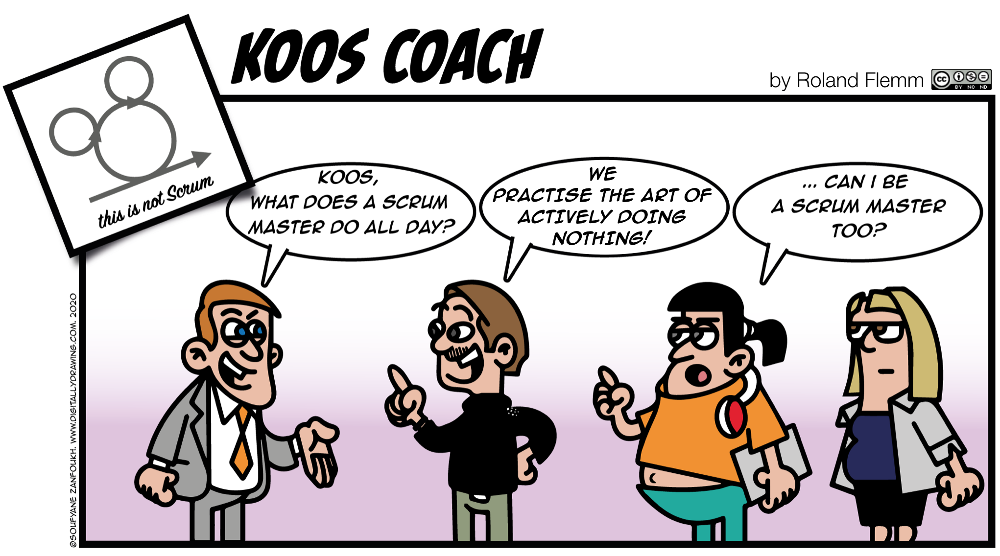 KOOS COACH
by Roland Flemm
cc
BY NC ND
this is not Scrum
KOOS,
WHAT DOES A SCRUM
MASTER DO ALL DAY?
WE
PRACTISE THE ART OF
ACTIVELY DOING
NOTHING!
... CAN I BE
A SCRUM MASTER
TOO?
©SOUFYANE ZANFOUKH. WWW.DIGITALLYDRAWING.COM. 2020